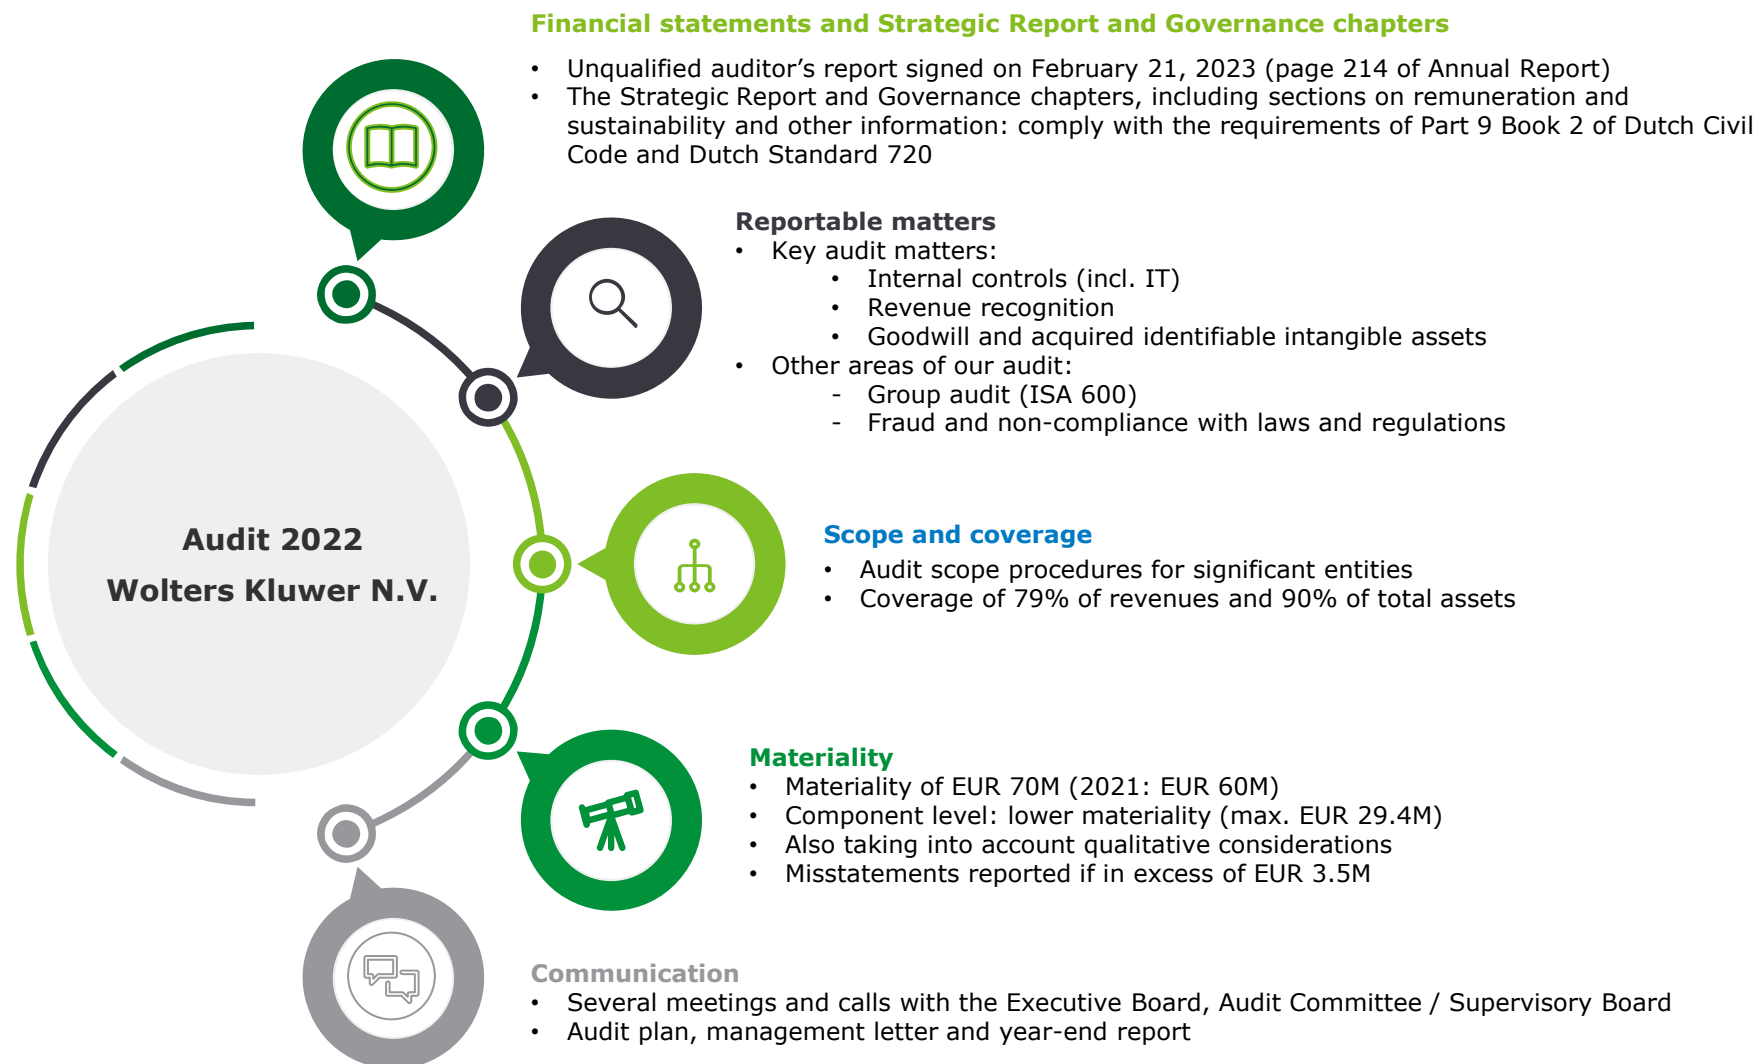 Financial statements and Strategic Report and Governance chapters
• Unqualified auditor’s report signed on February 21, 2023 (page 214 of Annual Report)
• The Strategic Report and Governance chapters, including sections on remuneration and
sustainability and other information: comply with the requirements of Part 9 Book 2 of Dutch Civil
Code and Dutch Standard 720
Reportable matters
• Key audit matters:
• Internal controls (incl. IT)
• Revenue recognition
• Goodwill and acquired identifiable intangible assets
• Other areas of our audit:
- Group audit (ISA 600)
- Fraud and non-compliance with laws and regulations
Audit 2022
Wolters Kluwer N.V.
Scope and coverage
• Audit scope procedures for significant entities
• Coverage of 79% of revenues and 90% of total assets
Materiality
• Materiality of EUR 70M (2021: EUR 60M)
• Component level: lower materiality (max. EUR 29.4M)
• Also taking into account qualitative considerations
• Misstatements reported if in excess of EUR 3.5M
Communication
• Several meetings and calls with the Executive Board, Audit Committee / Supervisory Board
• Audit plan, management letter and year-end report